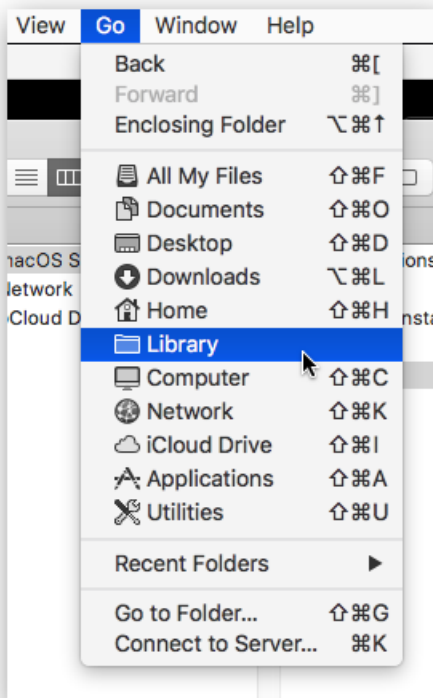 View Go Window Help
Back ⌘[
Forward ⌘]
Enclosing Folder ⌥⌘↑
All My Files ⇧⌘F
Documents ⇧⌘O
Desktop ⇧⌘D
Downloads ⌥⌘L
Home ⇧⌘H
Library
Computer ⇧⌘C
Network ⇧⌘K
iCloud Drive ⇧⌘I
Applications ⇧⌘A
Utilities ⇧⌘U
Recent Folders ▶
Go to Folder... ⇧⌘G
Connect to Server... ⌘K